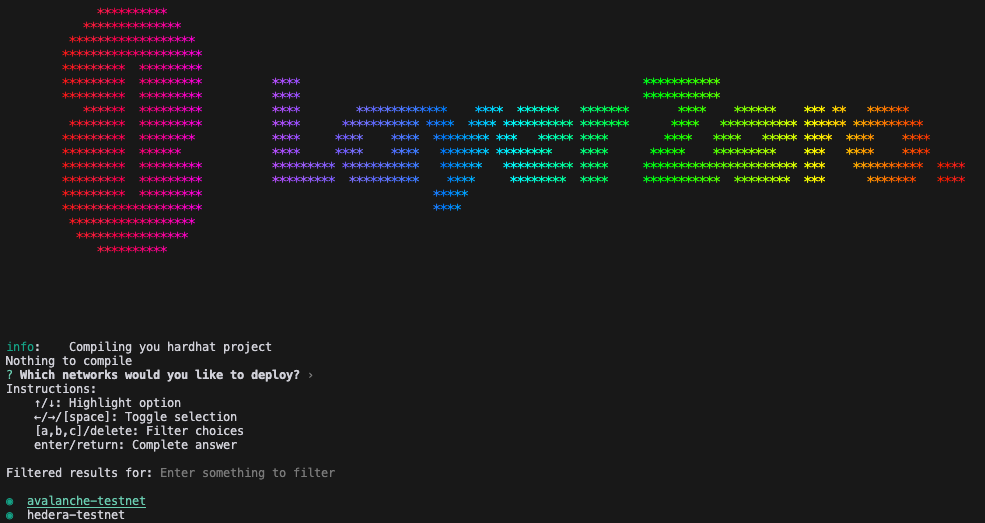 LayerZero.
info:    Compiling you hardhat project
Nothing to compile
? Which networks would you like to deploy? ›
Instructions:
    ↑/↓: Highlight option
    ←/→/[space]: Toggle selection
    [a,b,c]/delete: Filter choices
    enter/return: Complete answer
Filtered results for: Enter something to filter
◉  avalanche-testnet
◉  hedera-testnet